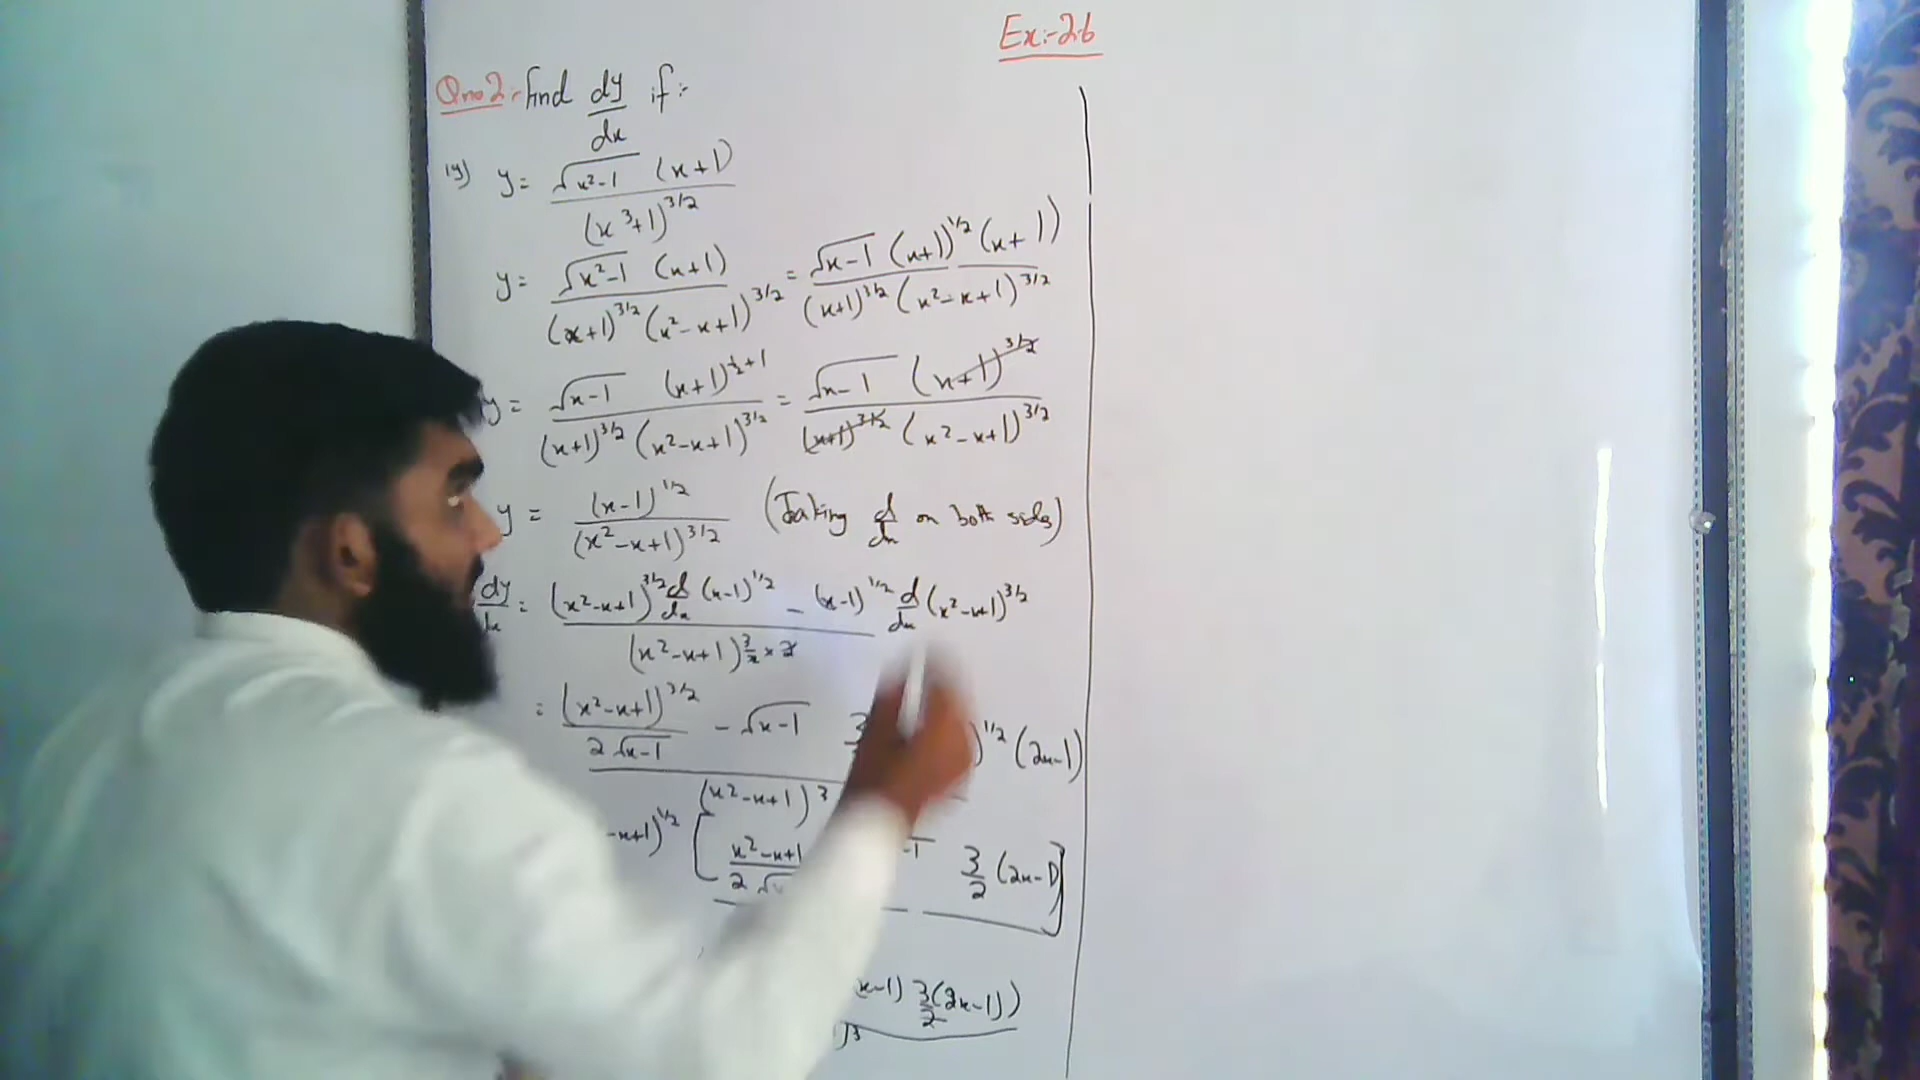 Ex:-2.6
Qno2:- find dy/dx if:-
iv) y = √(x²-1) (x+1) / (x³+1)^3/2
y = √(x²-1) (x+1) / (x+1)^3/2 (x²-x+1)^3/2 = √(x-1) (x+1)^1/2 (x+1) / (x+1)^3/2 (x²-x+1)^3/2
y = √(x-1) (x+1)^½+1 / (x+1)^3/2 (x²-x+1)^3/2 = √(x-1) (x+1)^3/2 / (x+1)^3/2 (x²-x+1)^3/2
y = (x-1)^1/2 / (x²-x+1)^3/2 (Taking d/dx on both sides)
dy/dx = (x²-x+1)^3/2 d/dx (x-1)^1/2 - (x-1)^1/2 d/dx (x²-x+1)^3/2 / (x²-x+1)^3/2 × 2
= (x²-x+1)^3/2 / 2√(x-1) - √(x-1) 3 )^1/2 (2x-1) / (x²-x+1)^3
-x+1)^1/2 [ x²-x+1 / 2√ -1 3/2 (2x-1) ]
(x-1) 3/2 (2x-1) ) / )^3